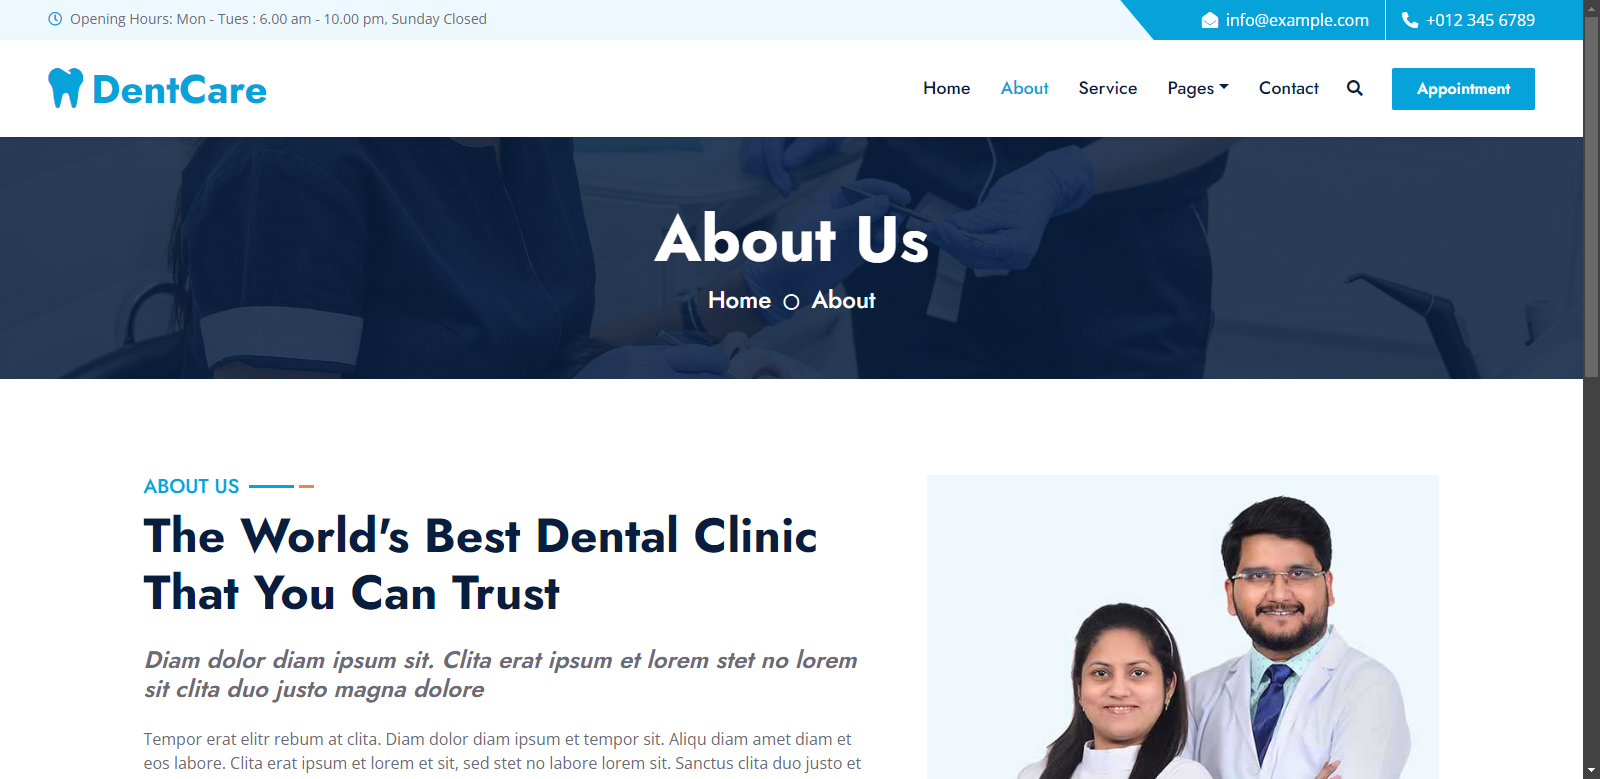 Opening Hours: Mon - Tues : 6.00 am - 10.00 pm, Sunday Closed
info@example.com
+012 345 6789
DentCare
Home
About
Service
Pages
Contact
Appointment
About Us
Home
About
ABOUT US
The World's Best Dental Clinic
That You Can Trust
Diam dolor diam ipsum sit. Clita erat ipsum et lorem stet no lorem
sit clita duo justo magna dolore
Tempor erat elitr rebum at clita. Diam dolor diam ipsum et tempor sit. Aliqu diam amet diam et
eos labore. Clita erat ipsum et lorem et sit, sed stet no labore lorem sit. Sanctus clita duo justo et